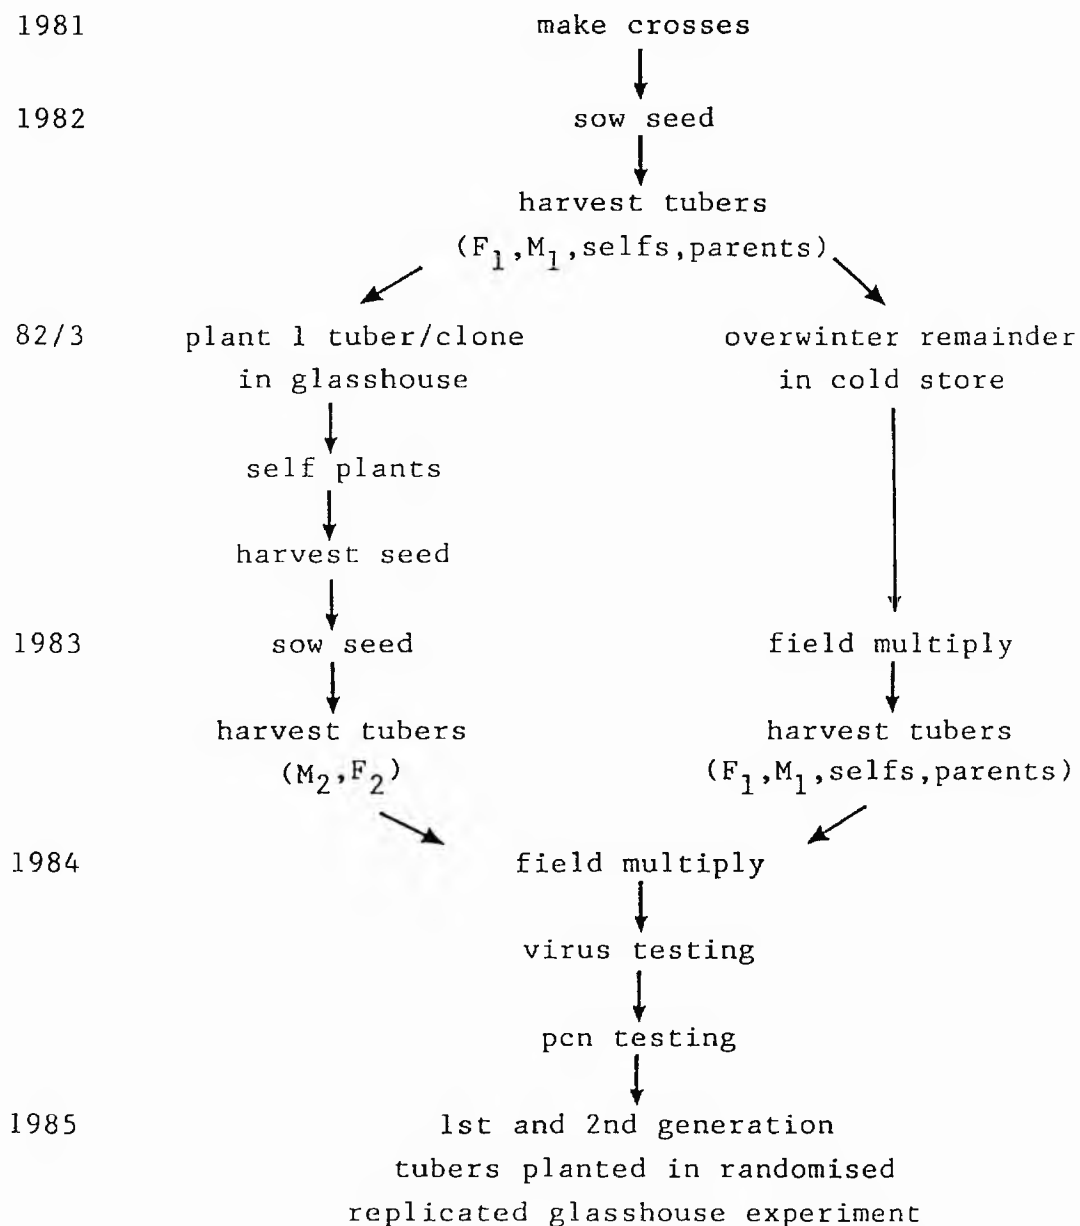 1981 make crosses
1982 sow seed
harvest tubers
(F1,M1,selfs,parents)
82/3 plant 1 tuber/clone overwinter remainder
in glasshouse in cold store
self plants
harvest seed
1983 sow seed field multiply
harvest tubers harvest tubers
(M2,F2) (F1,M1,selfs,parents)
1984 field multiply
virus testing
pcn testing
1985 1st and 2nd generation
tubers planted in randomised
replicated glasshouse experiment